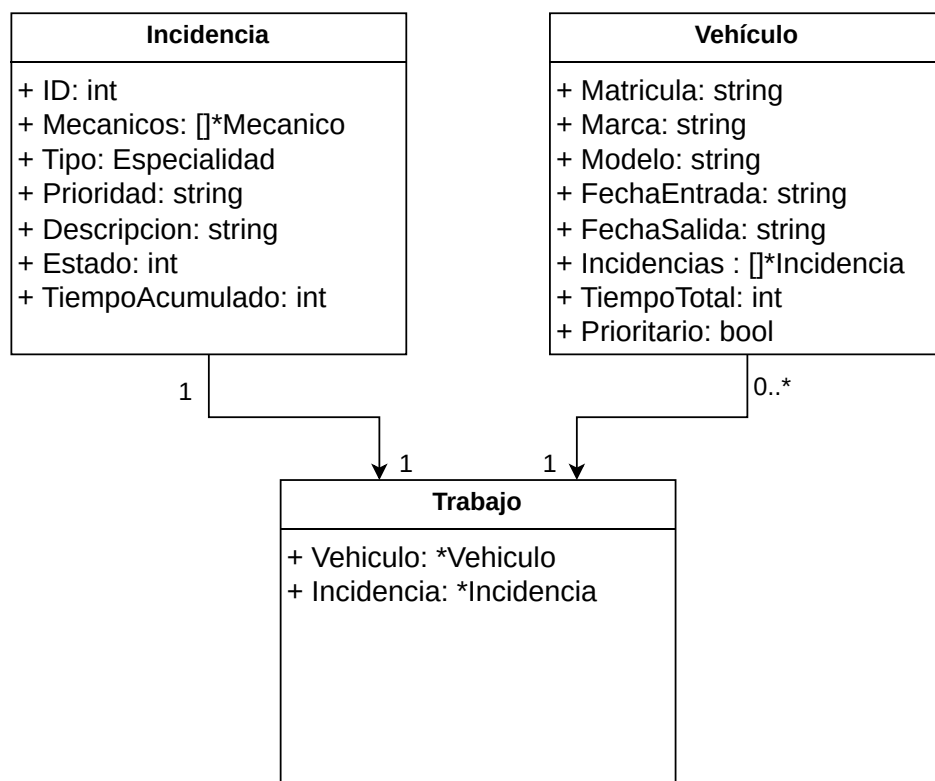 Incidencia
+ ID: int
+ Mecanicos: []*Mecanico
+ Tipo: Especialidad
+ Prioridad: string
+ Descripcion: string
+ Estado: int
+ TiempoAcumulado: int
Vehículo
+ Matricula: string
+ Marca: string
+ Modelo: string
+ FechaEntrada: string
+ FechaSalida: string
+ Incidencias : []*Incidencia
+ TiempoTotal: int
+ Prioritario: bool
1
0..*
1
1
Trabajo
+ Vehiculo: *Vehiculo
+ Incidencia: *Incidencia